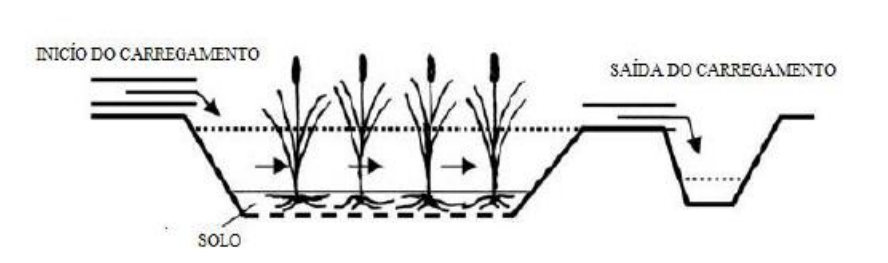 INICÍO DO CARREGAMENTO
SAÍDA DO CARREGAMENTO
SOLO